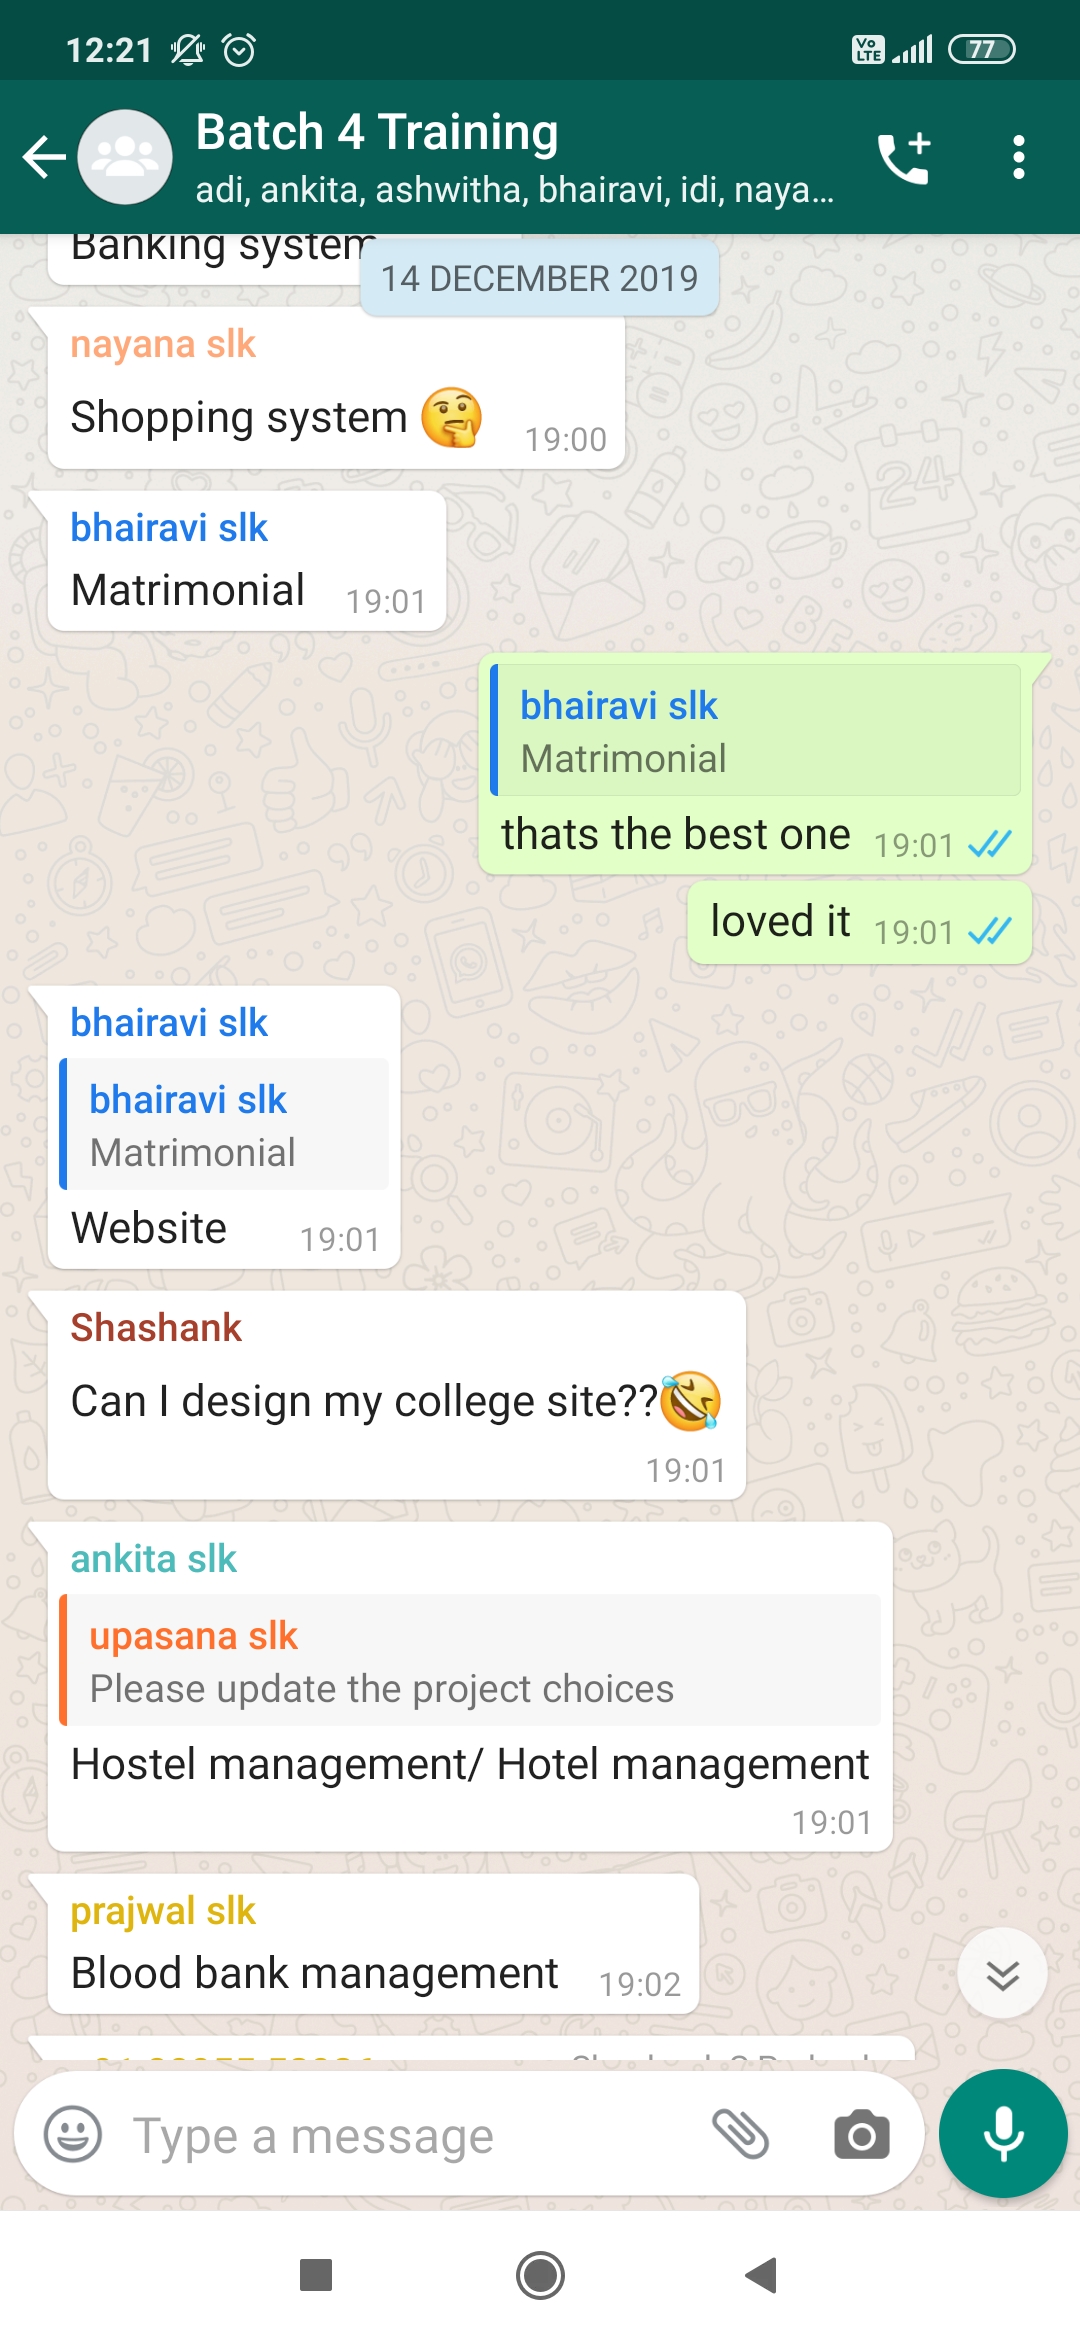 12:21
Vo LTE
77
Batch 4 Training
adi, ankita, ashwitha, bhairavi, idi, naya...
Banking system
14 DECEMBER 2019
nayana slk
Shopping system 🤔 19:00
bhairavi slk
Matrimonial 19:01
bhairavi slk
Matrimonial
thats the best one 19:01
loved it 19:01
bhairavi slk
bhairavi slk
Matrimonial
Website 19:01
Shashank
Can I design my college site??🤣
19:01
ankita slk
upasana slk
Please update the project choices
Hostel management/ Hotel management
19:01
prajwal slk
Blood bank management 19:02
Type a message